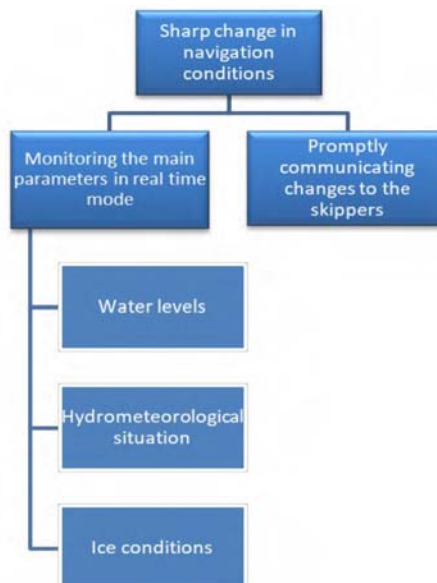 Sharp change in
navigation
conditions
Monitoring the main
parameters in real time
mode
Promptly
communicating
changes to the
skippers
Water levels
Hydrometeorological
situation
Ice conditions